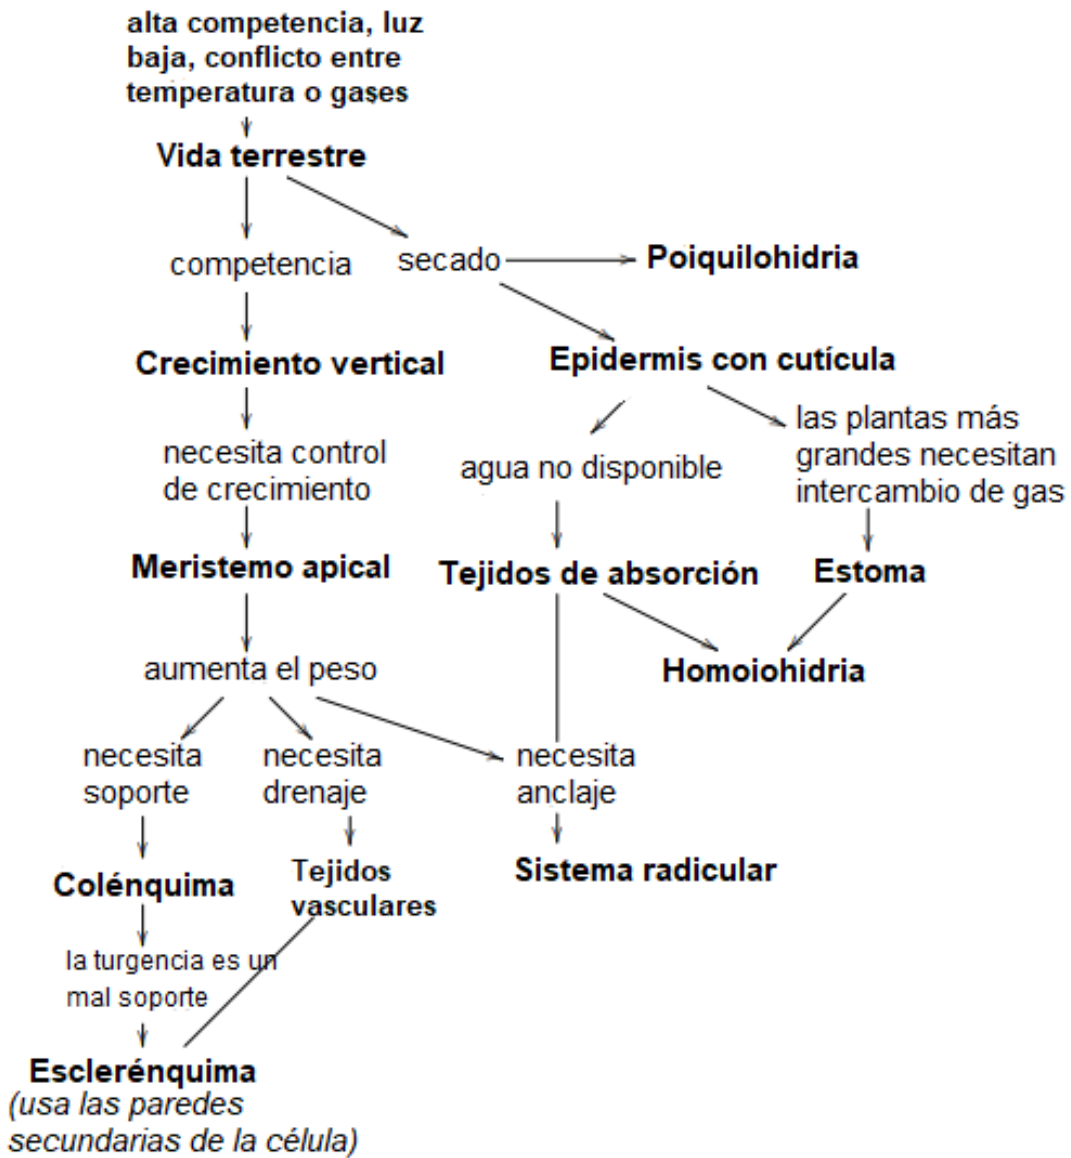 alta competencia, luz
baja, conflicto entre
temperatura o gases
Vida terrestre
competencia
secado
Poiquilohidria
Crecimiento vertical
Epidermis con cutícula
necesita control
de crecimiento
agua no disponible
las plantas más
grandes necesitan
intercambio de gas
Meristemo apical
Tejidos de absorción
Estoma
aumenta el peso
Homoiohidria
necesita
soporte
necesita
drenaje
necesita
anclaje
Colénquima
Tejidos
vasculares
Sistema radicular
la turgencia es un
mal soporte
Esclerénquima
(usa las paredes
secundarias de la célula)